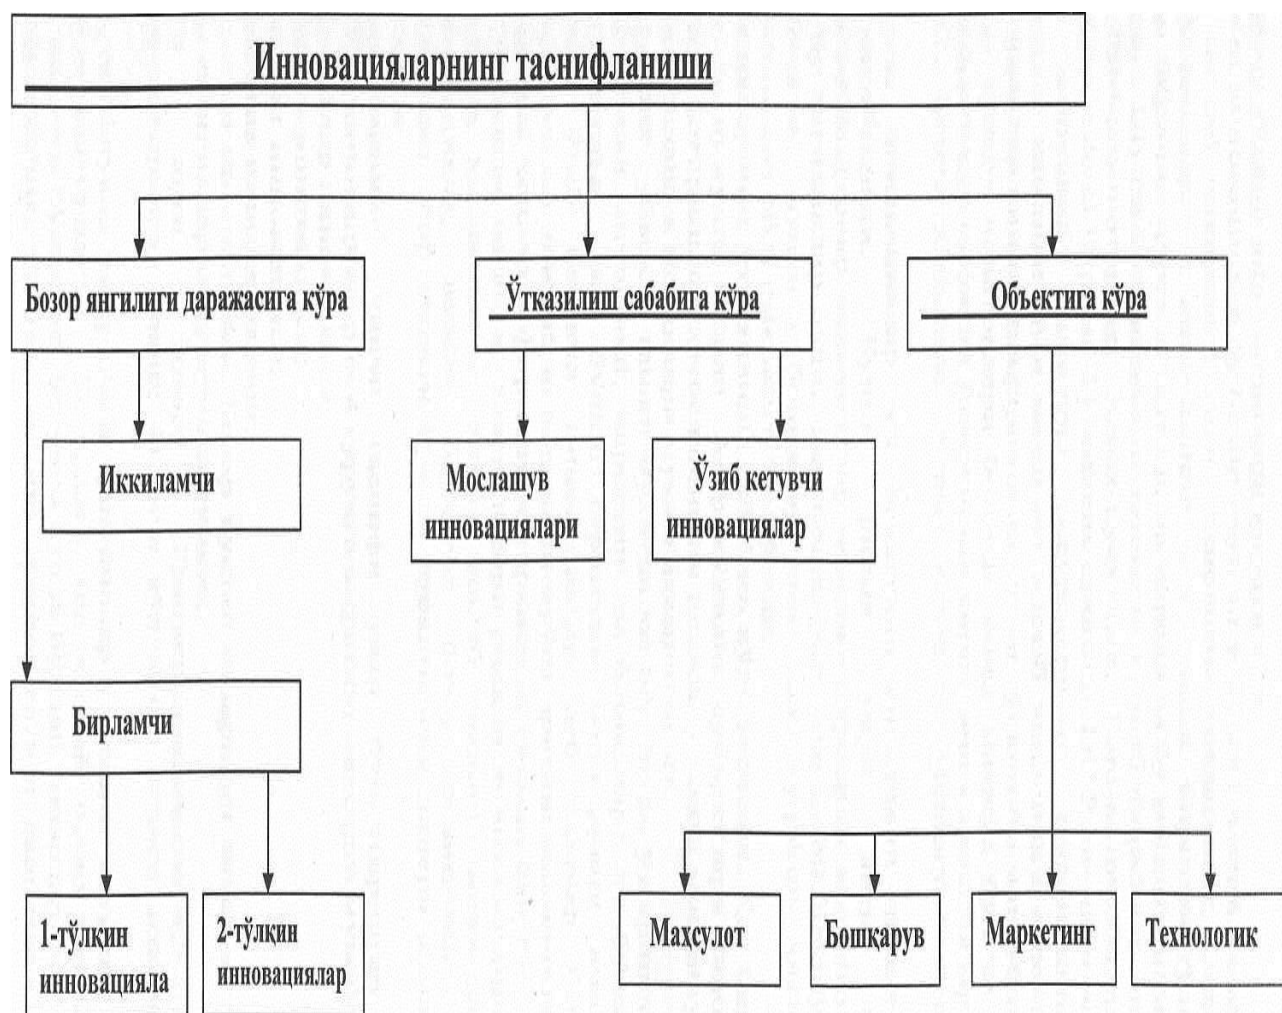 Инновацияларнинг таснифланиши
Бозор янгилиги даражасига кўра
Ўтказилиш сабабига кўра
Объектига кўра
Иккиламчи
Мослашув
инновациялари
Ўзиб кетувчи
инновациялар
Бирламчи
1-тўлқин
инновацияла
2-тўлқин
инновациялар
Маҳсулот
Бошқарув
Маркетинг
Технологик